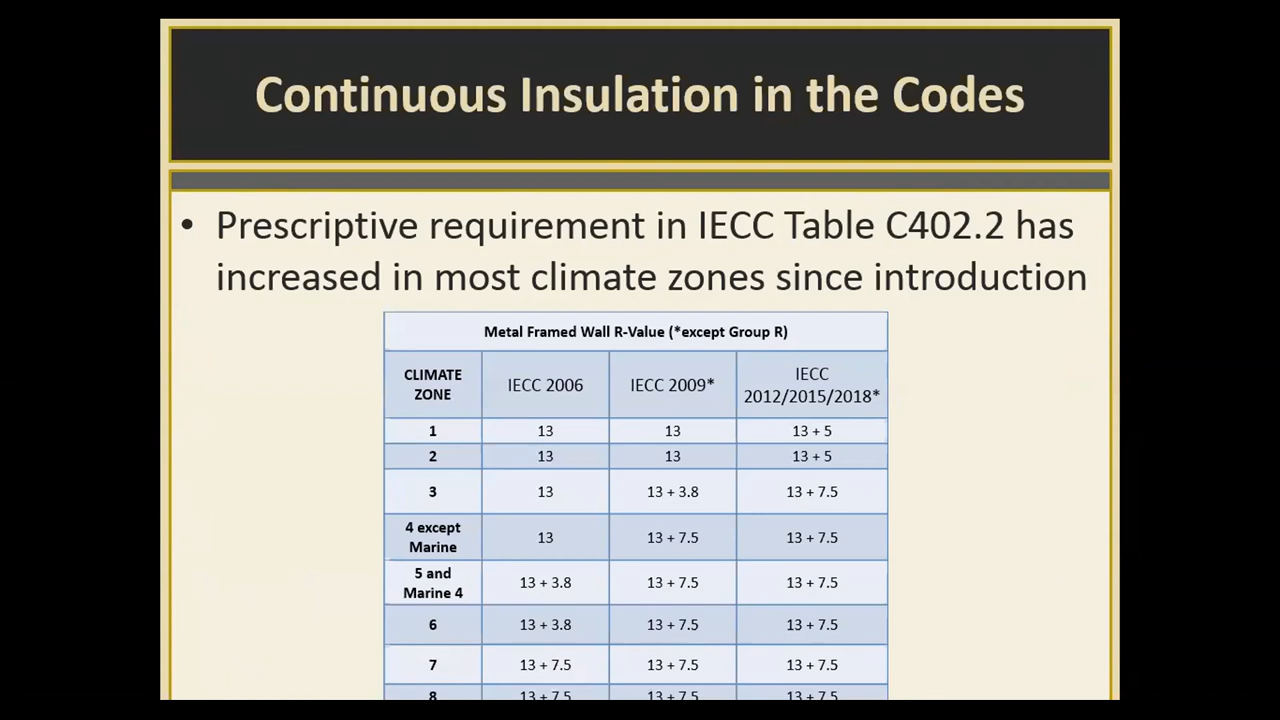 Continuous Insulation in the Codes
• Prescriptive requirement in IECC Table C402.2 has
increased in most climate zones since introduction
Metal Framed Wall R-Value (*except Group R)
CLIMATE ZONE IECC 2006 IECC 2009* IECC 2012/2015/2018*
1 13 13 13 + 5
2 13 13 13 + 5
3 13 13 + 3.8 13 + 7.5
4 except Marine 13 13 + 7.5 13 + 7.5
5 and Marine 4 13 + 3.8 13 + 7.5 13 + 7.5
6 13 + 3.8 13 + 7.5 13 + 7.5
7 13 + 7.5 13 + 7.5 13 + 7.5
8 13 + 7.5 13 + 7.5 13 + 7.5